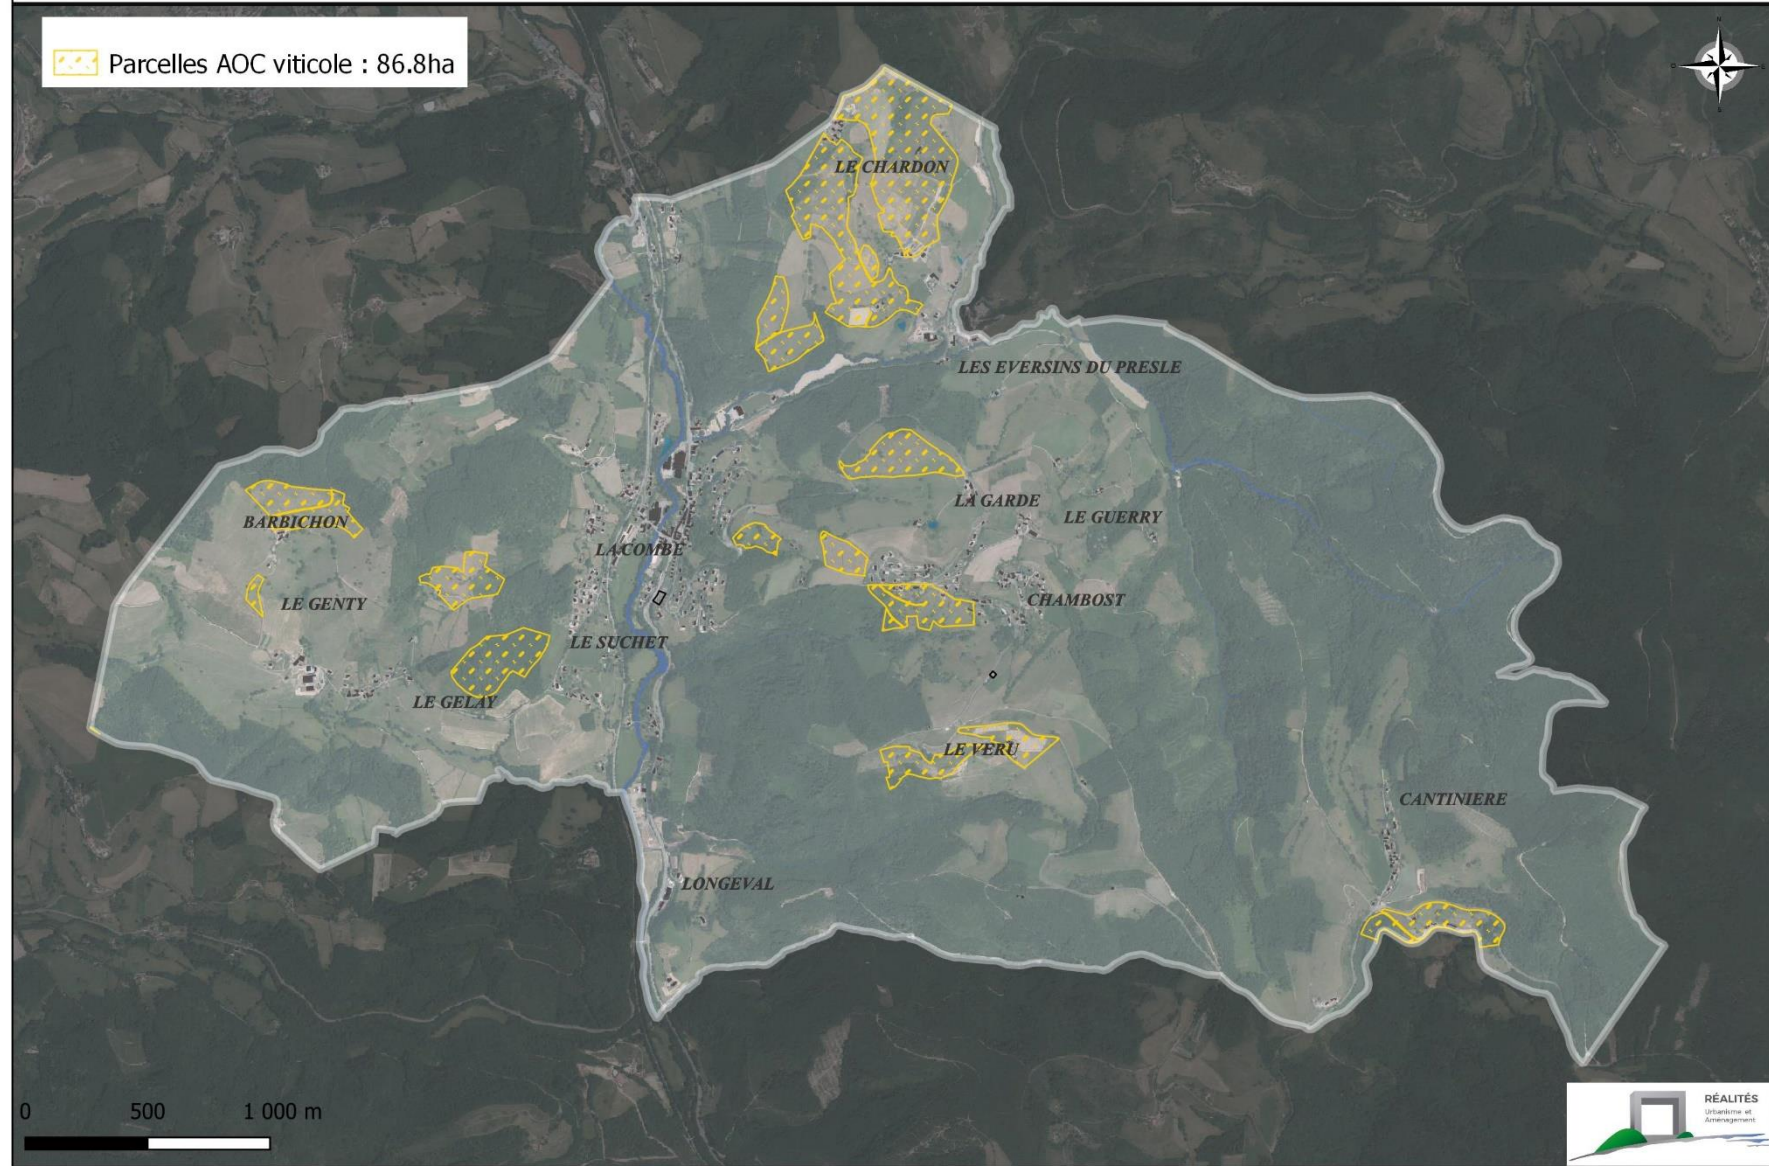 N
Parcelles AOC viticole : 86.8ha
LE CHARDON
LES EVERSINS DU PRESLE
LA GARDE
LE GUERRY
BARBICHON
LA COMBE
LE GENTY
CHAMBOST
LE SUCHET
LE GELAY
LE VERU
CANTINIERE
LONGEVAL
0 500 1 000 m
RÉALITÉS
Urbanisme et
Aménagement